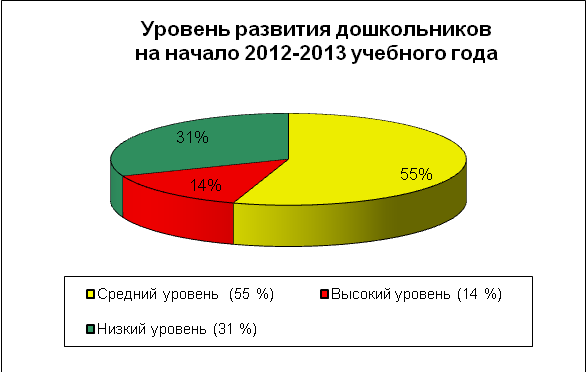 Уровень развития дошкольников
на начало 2012-2013 учебного года
31%
14%
55%
Средний уровень (55 %)
Высокий уровень (14 %)
Низкий уровень (31 %)